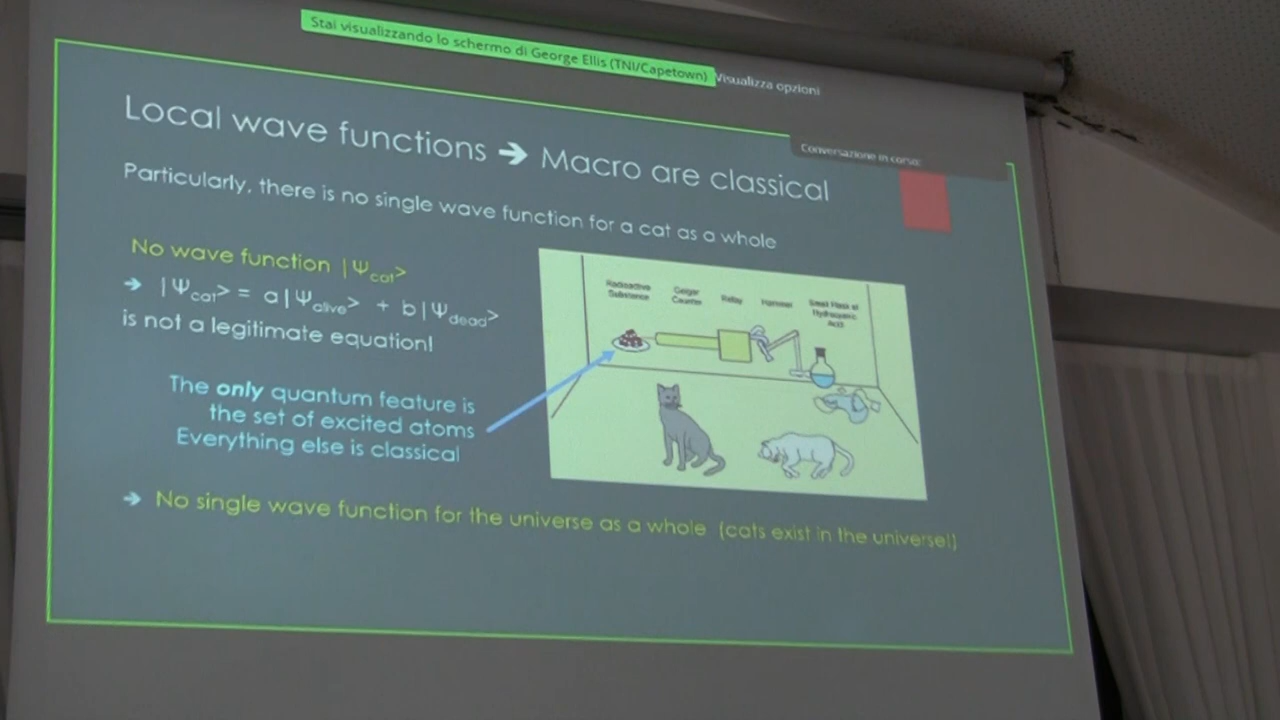 Stai visualizzando lo schermo di George Ellis (TNI/Capetown)
Visualizza opzioni
Conversazione in corso:
Local wave functions ➔ Macro are classical
Particularly, there is no single wave function for a cat as a whole
No wave function |Ψcat>
➔ |Ψcat> = a|Ψalive> + b|Ψdead>
is not a legitimate equation!
The only quantum feature is
the set of excited atoms
Everything else is classical
Radioactive
Substance
Geiger
Counter
Relay
Hammer
Small Flask of
Hydrocyanic
Acid
➔ No single wave function for the universe as a whole (cats exist in the universe!)